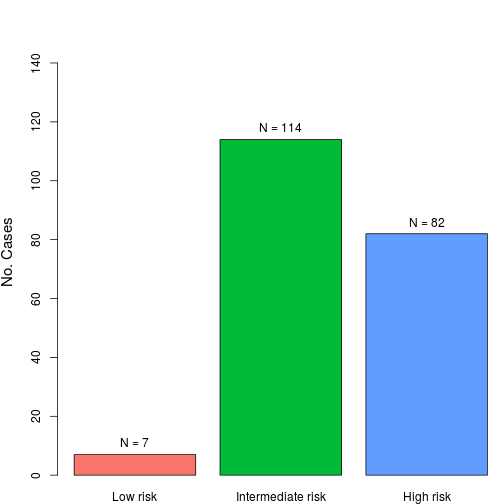 No. Cases
140
120
100
80
60
40
20
0
N = 7
N = 114
N = 82
Low risk
Intermediate risk
High risk